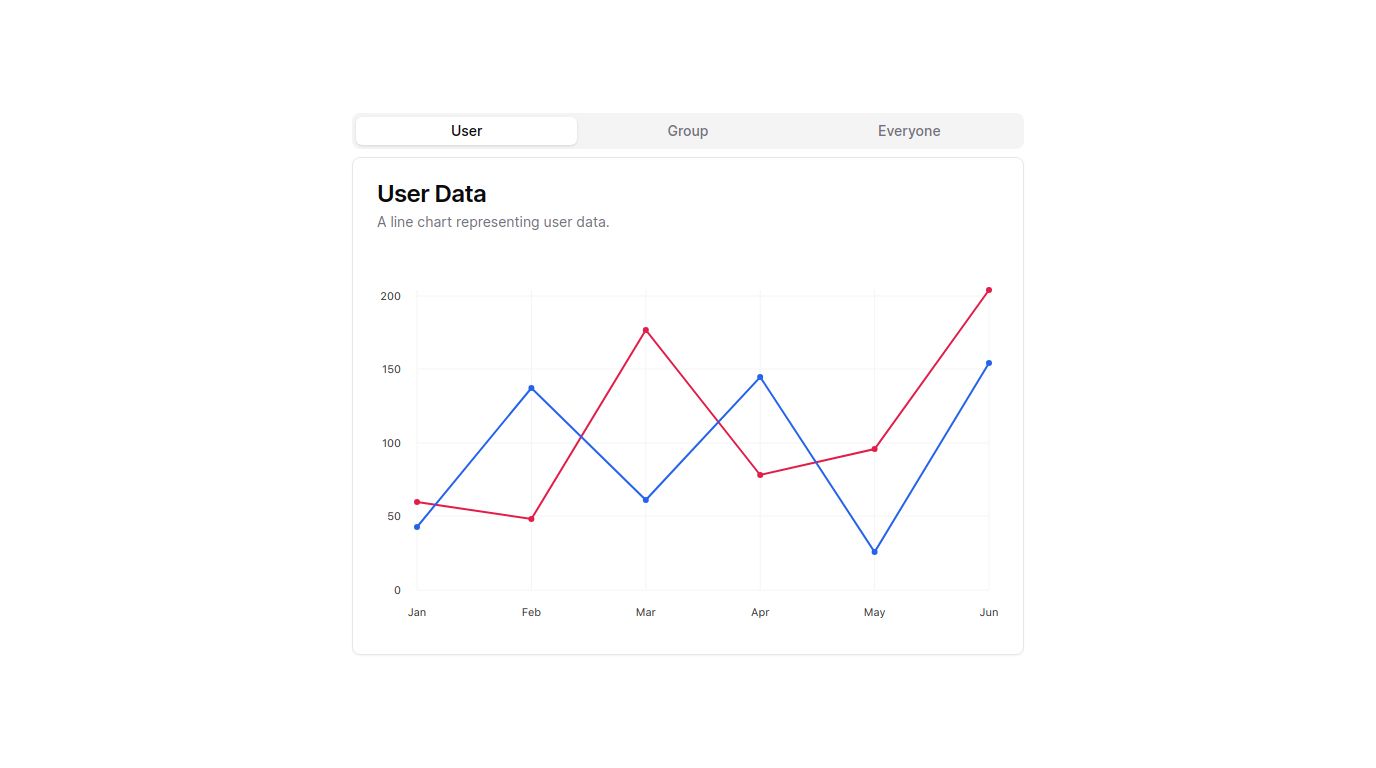 User Group Everyone
User Data
A line chart representing user data.
200
150
100
50
0
Jan Feb Mar Apr May Jun